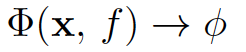 Φ(x, f) → ϕ